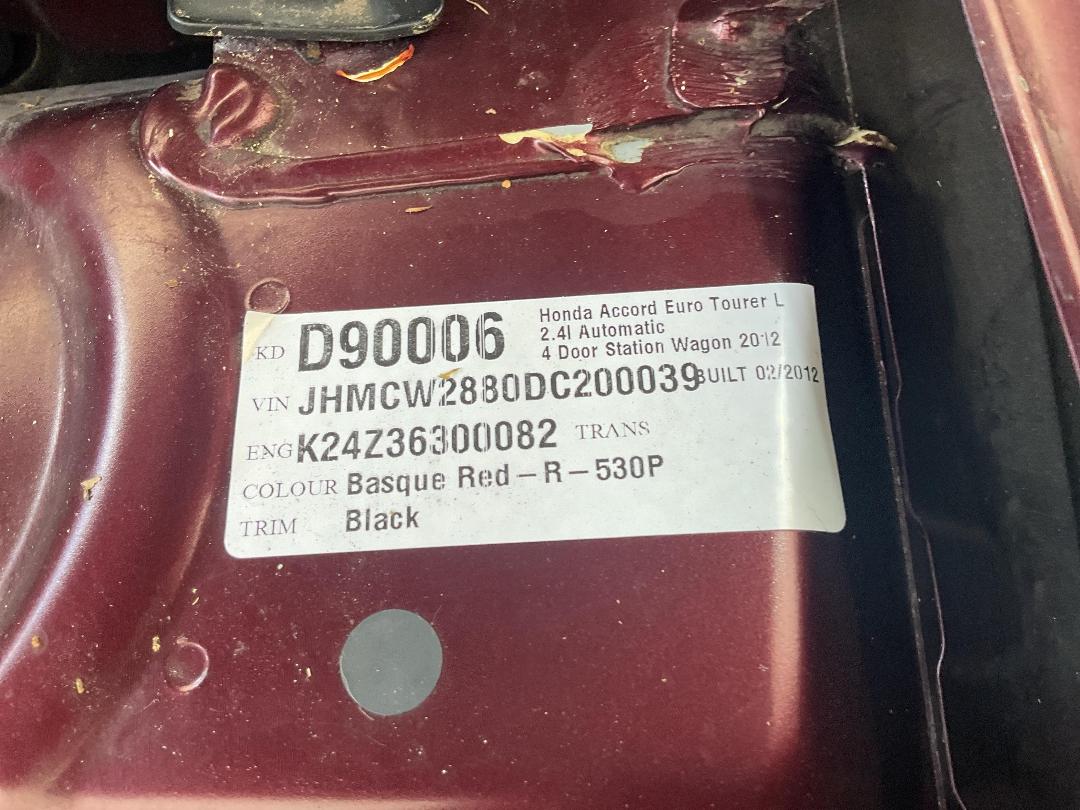 KD D90006
Honda Accord Euro Tourer L
2.4l Automatic
4 Door Station Wagon 2012
VIN JHMCW2880DC200039 BUILT 02/2012
ENG K24Z36300082 TRANS
COLOUR Basque Red – R – 530P
TRIM Black